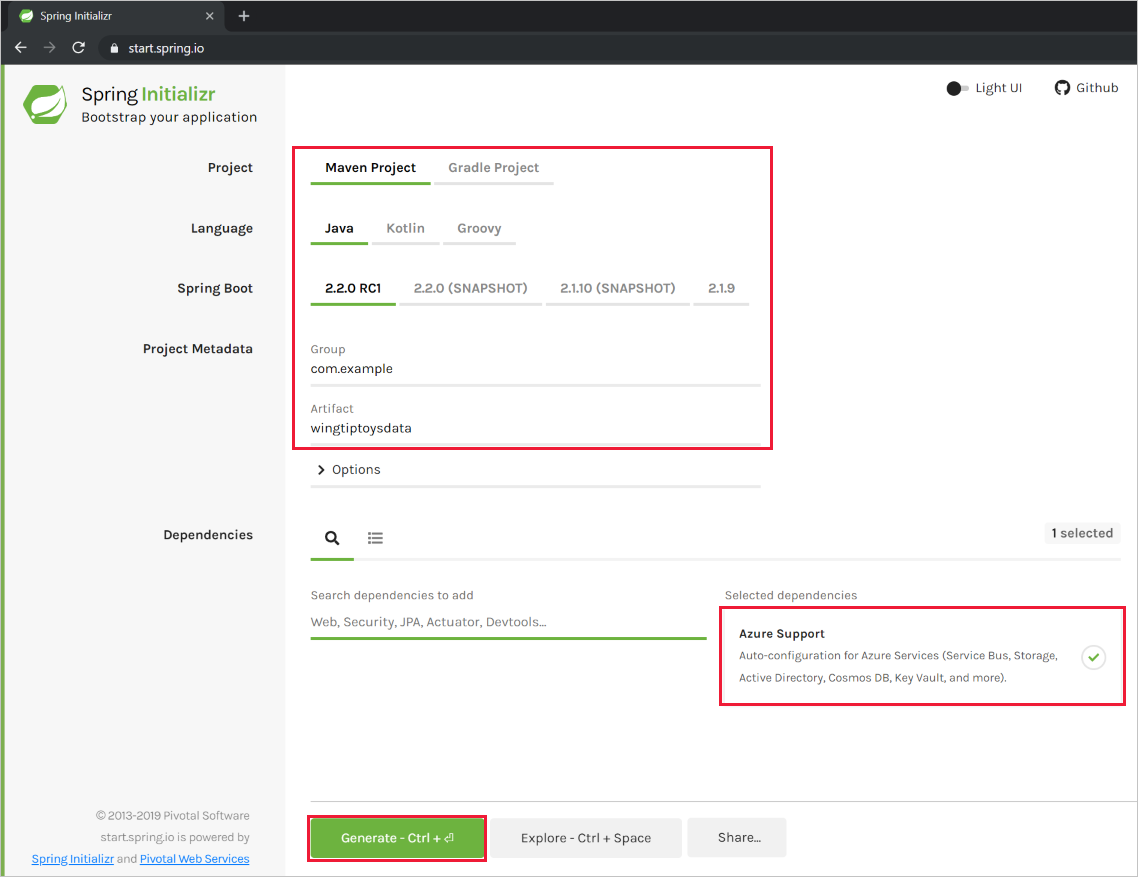 Spring Initializr
start.spring.io
Spring Initializr
Bootstrap your application
Light UI
Github
Project
Maven Project
Gradle Project
Language
Java
Kotlin
Groovy
Spring Boot
2.2.0 RC1
2.2.0 (SNAPSHOT)
2.1.10 (SNAPSHOT)
2.1.9
Project Metadata
Group
com.example
Artifact
wingtiptoysdata
Options
Dependencies
1 selected
Search dependencies to add
Web, Security, JPA, Actuator, Devtools...
Selected dependencies
Azure Support
Auto-configuration for Azure Services (Service Bus, Storage,
Active Directory, Cosmos DB, Key Vault, and more).
© 2013-2019 Pivotal Software
start.spring.io is powered by
Spring Initializr and Pivotal Web Services
Generate - Ctrl + ⏎
Explore - Ctrl + Space
Share...